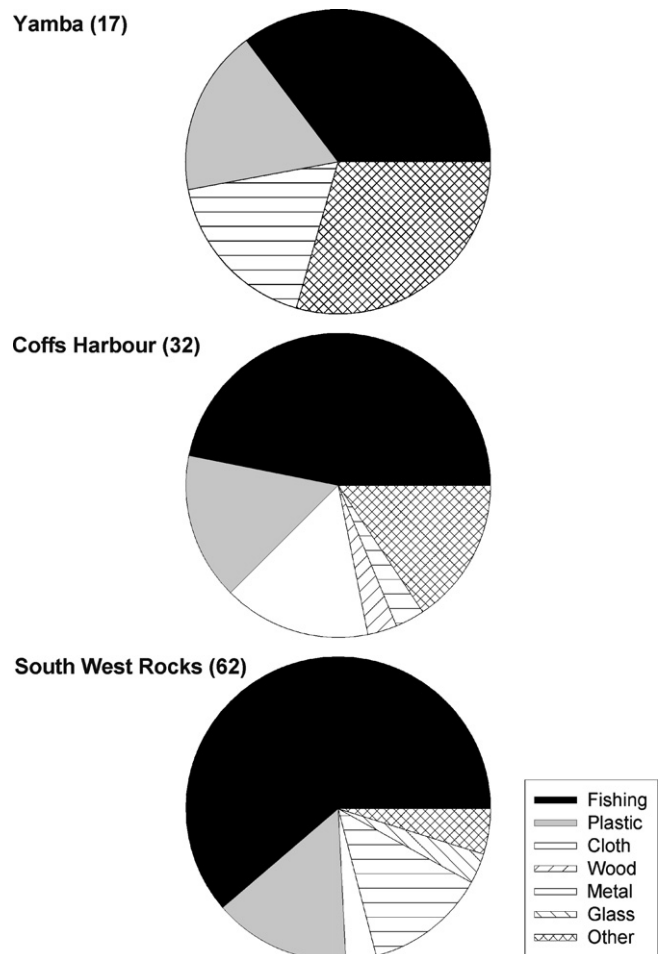 Yamba (17)
Coffs Harbour (32)
South West Rocks (62)
Fishing
Plastic
Cloth
Wood
Metal
Glass
Other